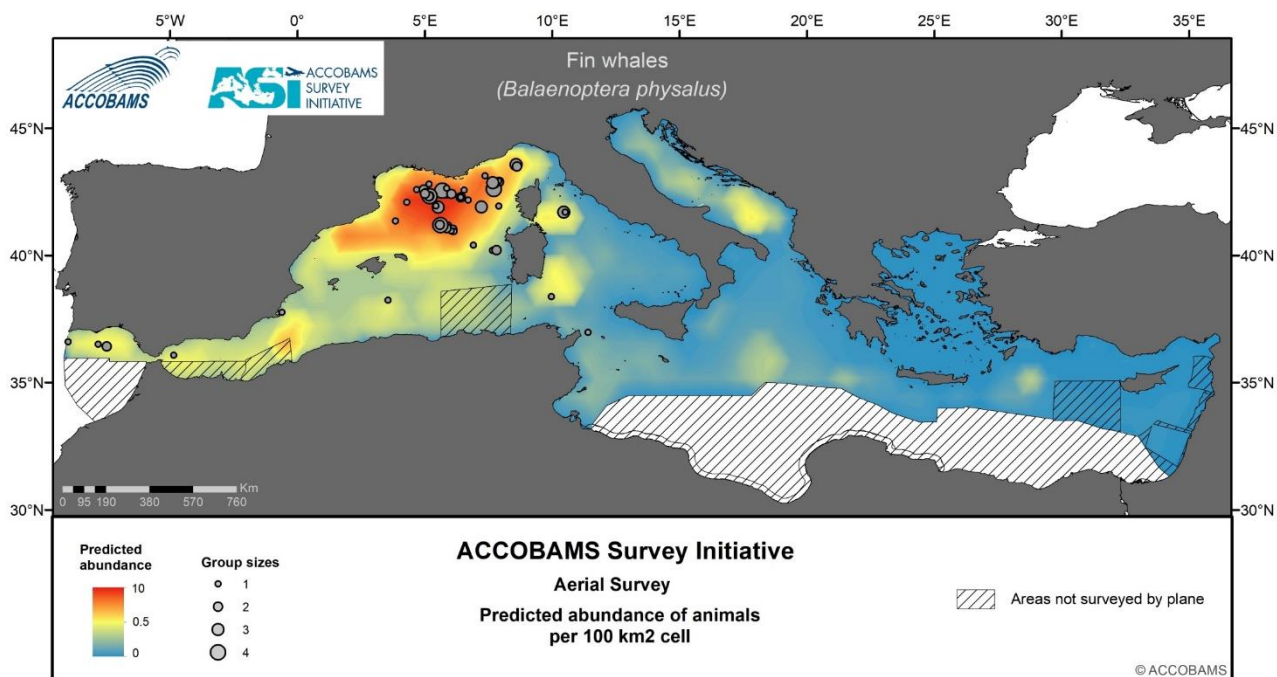 5°W 0° 5°E 10°E 15°E 20°E 25°E 30°E 35°E
ACCOBAMS
ASI ACCOBAMS
SURVEY
INITIATIVE
Fin whales
(Balaenoptera physalus)
45°N 45°N
40°N 40°N
35°N 35°N
30°N 30°N
Km
0 95 190 380 570 760
Predicted
abundance
10
0.5
0
Group sizes
1
2
3
4
ACCOBAMS Survey Initiative
Aerial Survey
Predicted abundance of animals
per 100 km2 cell
Areas not surveyed by plane
© ACCOBAMS